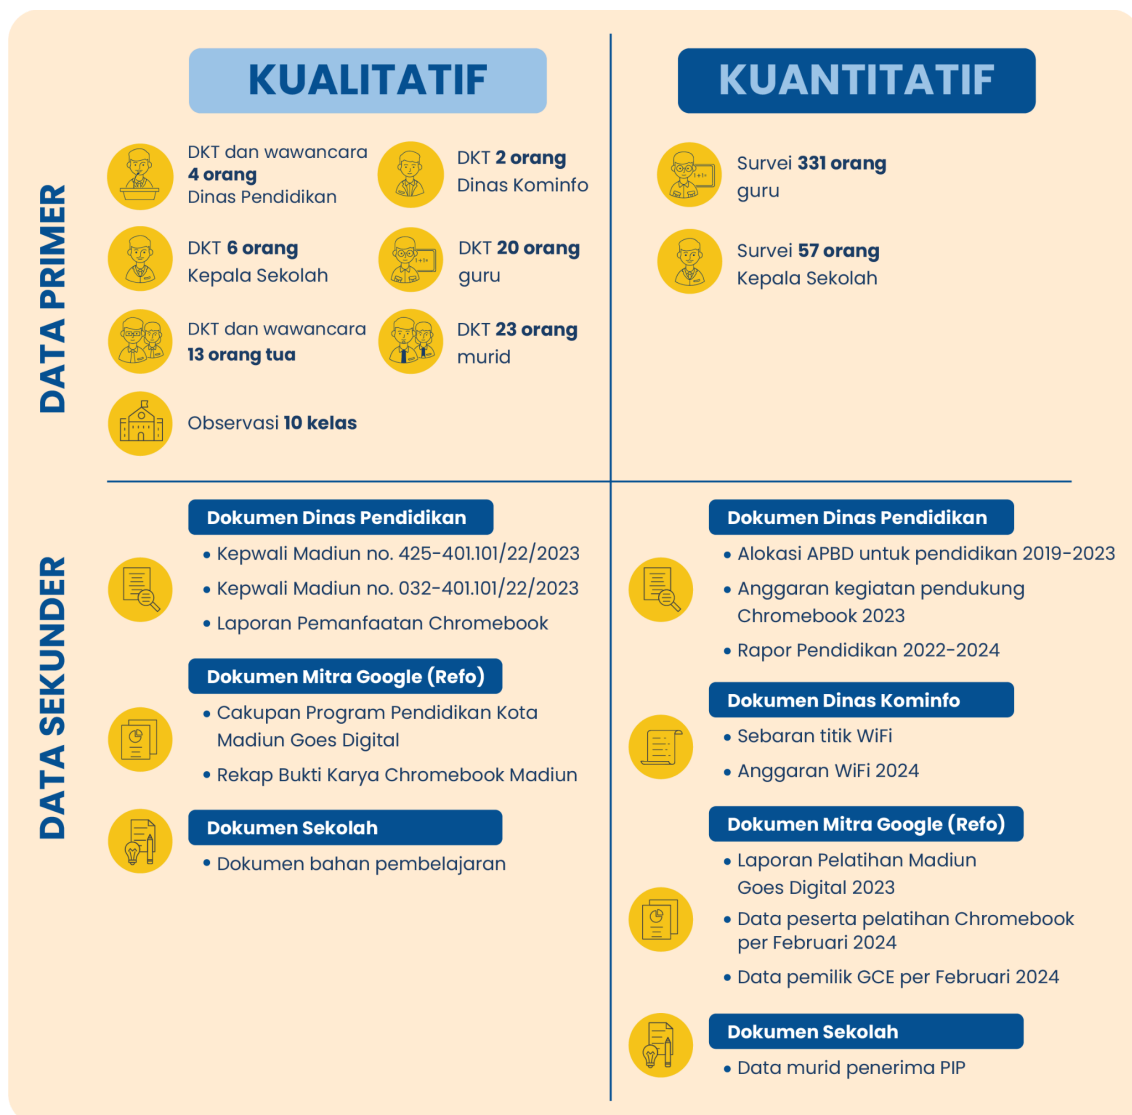 KUALITATIF
KUANTITATIF
DATA PRIMER
DKT dan wawancara
4 orang
Dinas Pendidikan
DKT 2 orang
Dinas Kominfo
DKT 6 orang
Kepala Sekolah
DKT 20 orang
guru
DKT dan wawancara
13 orang tua
DKT 23 orang
murid
Observasi 10 kelas
Survei 331 orang
guru
Survei 57 orang
Kepala Sekolah
DATA SEKUNDER
Dokumen Dinas Pendidikan
• Kepwali Madiun no. 425-401.101/22/2023
• Kepwali Madiun no. 032-401.101/22/2023
• Laporan Pemanfaatan Chromebook
Dokumen Mitra Google (Refo)
• Cakupan Program Pendidikan Kota
Madiun Goes Digital
• Rekap Bukti Karya Chromebook Madiun
Dokumen Sekolah
• Dokumen bahan pembelajaran
Dokumen Dinas Pendidikan
• Alokasi APBD untuk pendidikan 2019-2023
• Anggaran kegiatan pendukung
Chromebook 2023
• Rapor Pendidikan 2022-2024
Dokumen Dinas Kominfo
• Sebaran titik WiFi
• Anggaran WiFi 2024
Dokumen Mitra Google (Refo)
• Laporan Pelatihan Madiun
Goes Digital 2023
• Data peserta pelatihan Chromebook
per Februari 2024
• Data pemilik GCE per Februari 2024
Dokumen Sekolah
• Data murid penerima PIP